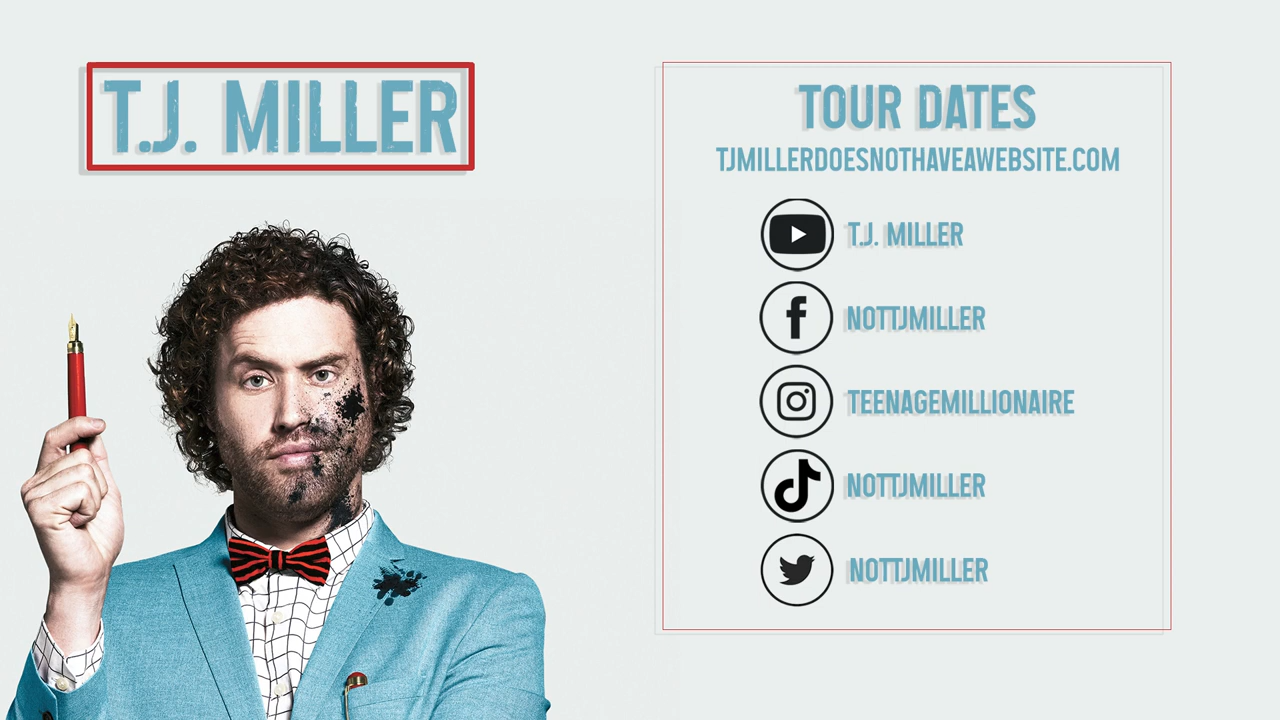 T.J. MILLER
TOUR DATES
TJMILLERDOESNOTHAVEAWEBSITE.COM
T.J. MILLER
NOTTJMILLER
TEENAGEMILLIONAIRE
NOTTJMILLER
NOTTJMILLER